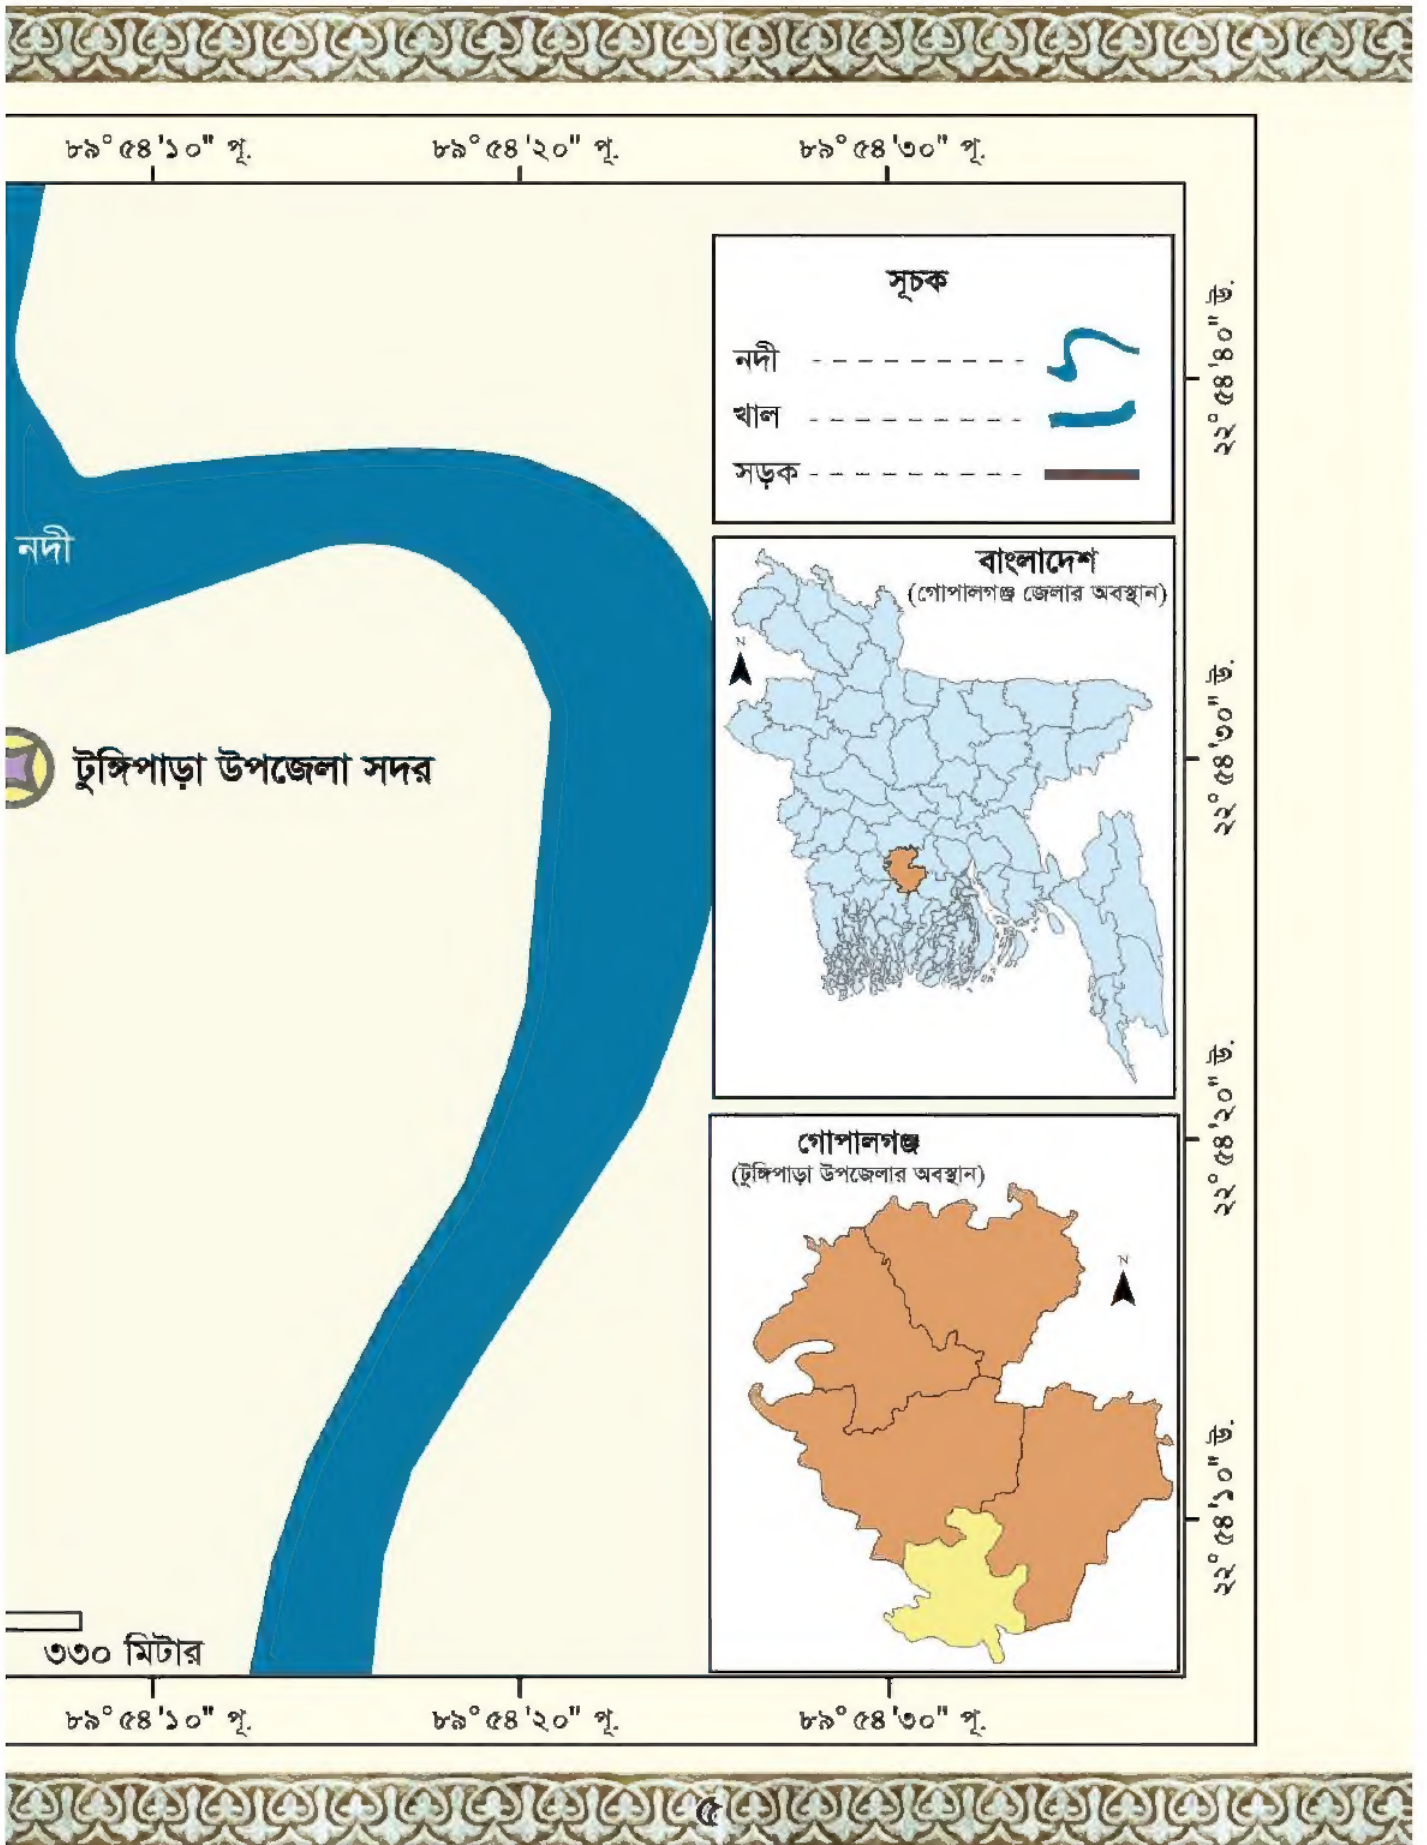 ৮৯°৫৪'১০" পূ. ৮৯°৫৪'২০" পূ. ৮৯°৫৪'৩০" পূ.
সূচক
নদী
খাল
সড়ক
২২°৫৪'৪০" উ.
নদী
বাংলাদেশ
(গোপালগঞ্জ জেলার অবস্থান)
N
২২°৫৪'৩০" উ.
টুঙ্গিপাড়া উপজেলা সদর
২২°৫৪'২০" উ.
গোপালগঞ্জ
(টুঙ্গিপাড়া উপজেলার অবস্থান)
N
২২°৫৪'১০" উ.
৩৩০ মিটার
৮৯°৫৪'১০" পূ. ৮৯°৫৪'২০" পূ. ৮৯°৫৪'৩০" পূ.
৫